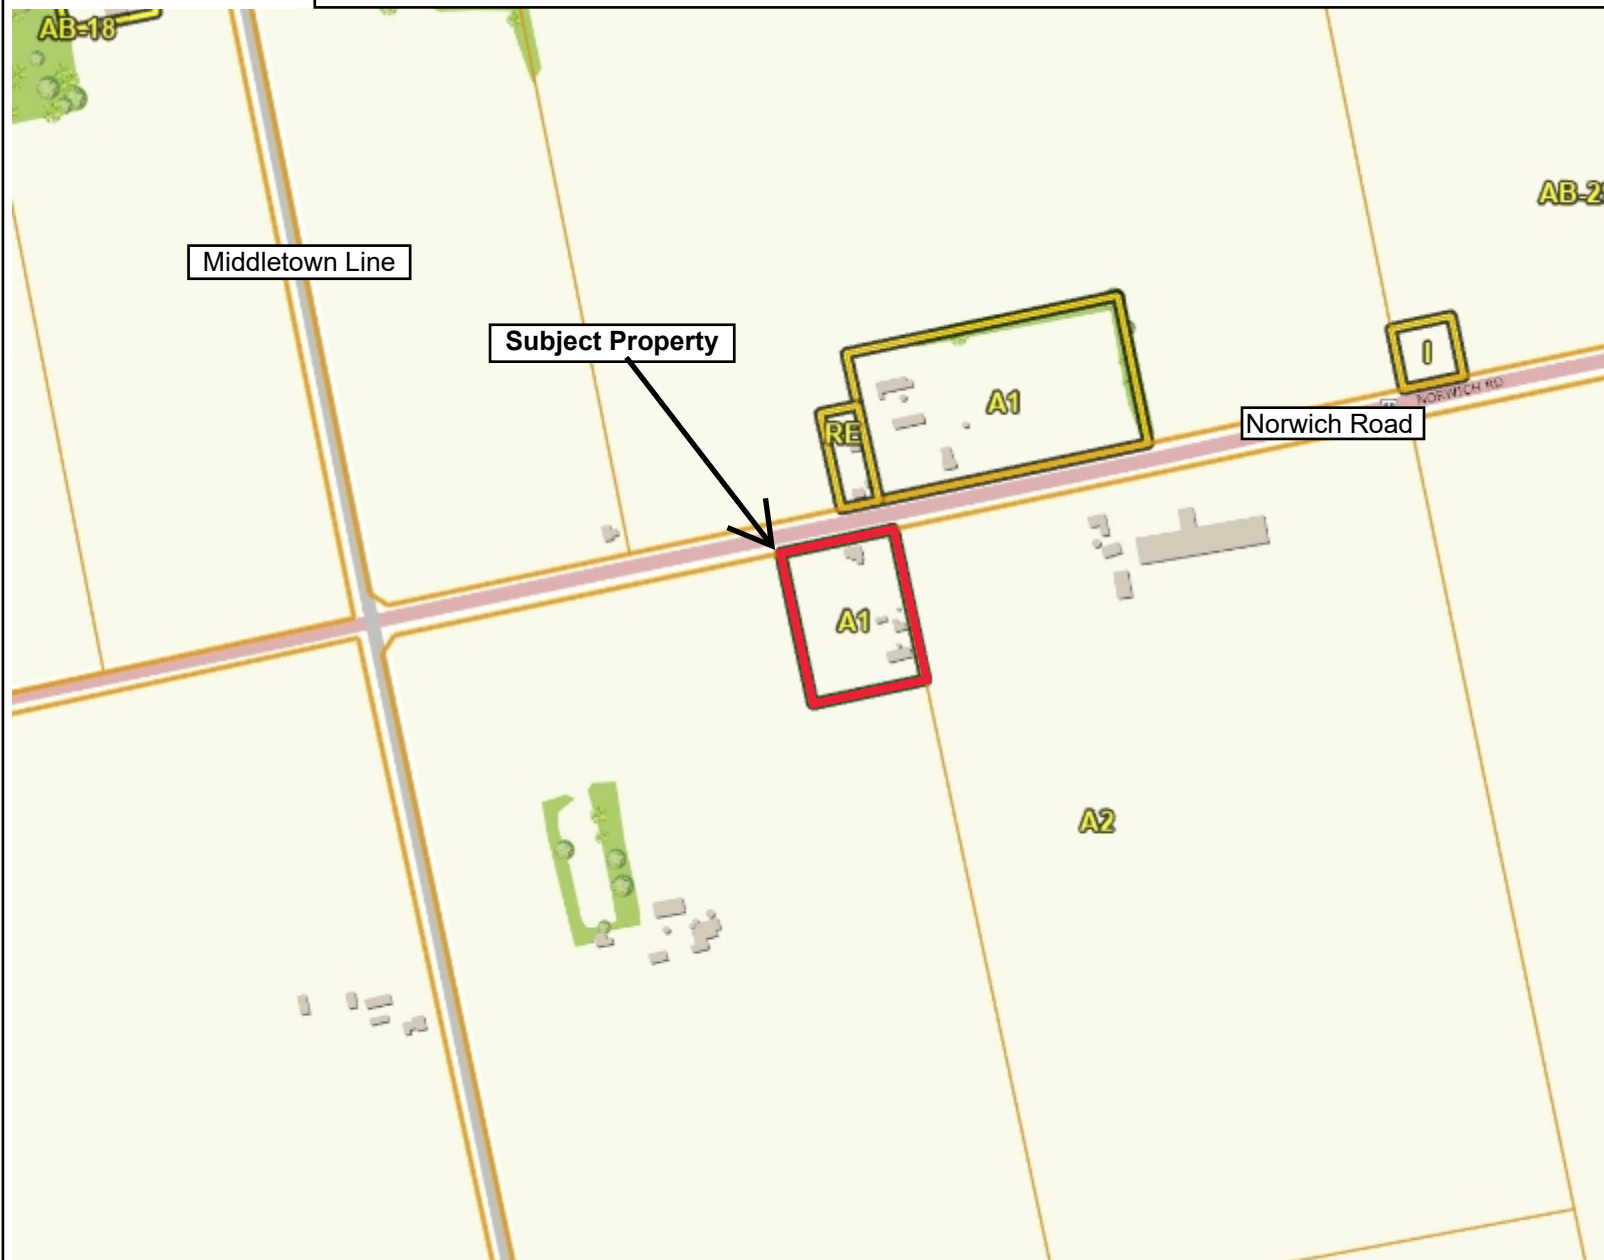 AB-18
AB-2
Middletown Line
Subject Property
I
NORWICH RD
A1
Norwich Road
RE
A1
A2